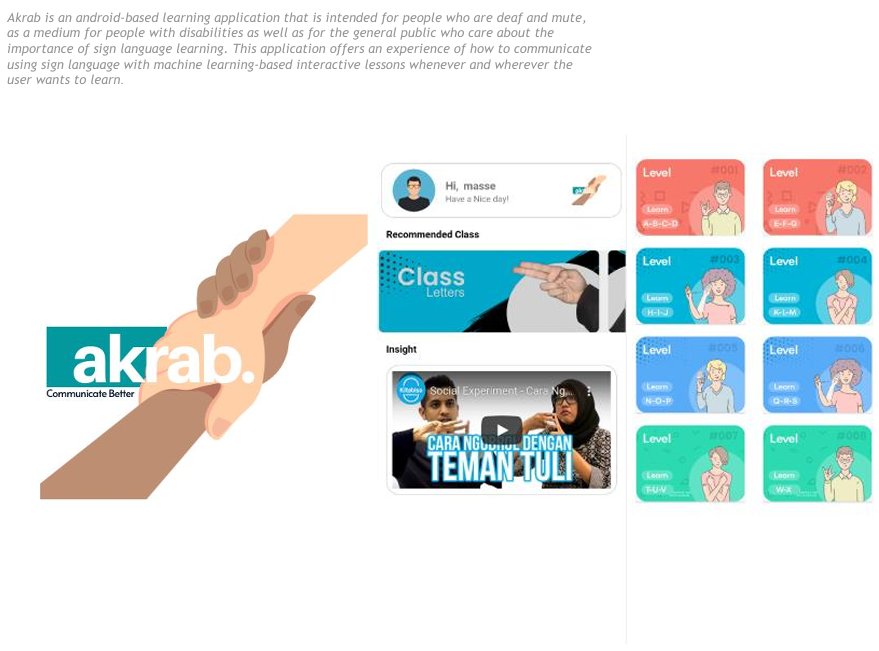 Akrab is an android-based learning application that is intended for people who are deaf and mute,
as a medium for people with disabilities as well as for the general public who care about the
importance of sign language learning. This application offers an experience of how to communicate
using sign language with machine learning-based interactive lessons whenever and wherever the
user wants to learn.
akrab.
Communicate Better
Hi, masse
Have a Nice day!
Recommended Class
Class
Letters
Insight
Kitabisa
Social Experiment - Cara Ng...
CARA NGOBROL DENGAN
TEMAN TULI
Level #001
Learn
A-B-C-D
Level #002
Learn
E-F-G
Level #003
Learn
H-I-J
Level #004
Learn
K-L-M
Level #005
Learn
N-O-P
Level #006
Learn
Q-R-S
Level #007
Learn
T-U-V
Level #008
Learn
W-X